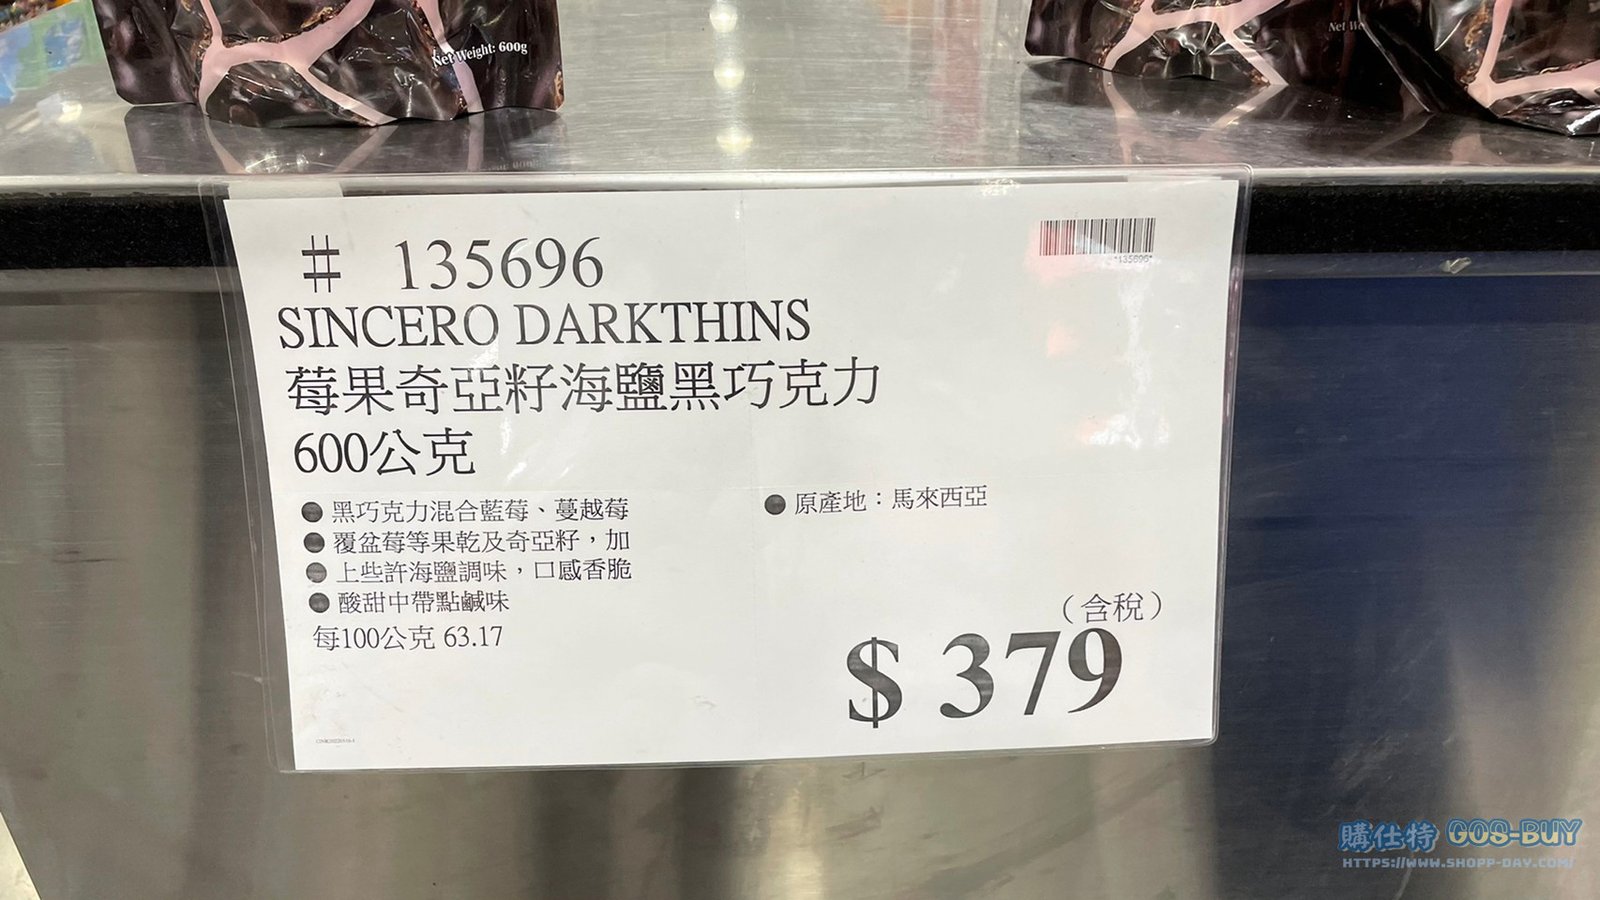 Net Weight: 600g
Net We
# 135696
*135696*
SINCERO DARKTHINS
莓果奇亞籽海鹽黑巧克力
600公克
● 黑巧克力混合藍莓、蔓越莓
● 覆盆莓等果乾及奇亞籽，加
● 上些許海鹽調味，口感香脆
● 酸甜中帶點鹹味
每100公克 63.17
● 原產地：馬來西亞
（含稅）
$ 379
購仕特 GOS-BUY
HTTPS://WWW.SHOPP-DAY.COM/